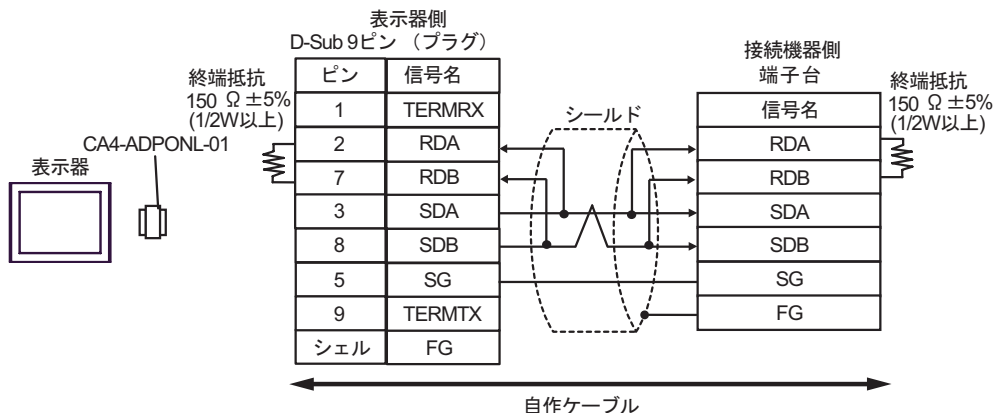 表示器側
D-Sub 9ピン （プラグ）
接続機器側
端子台
終端抵抗
150 Ω ±5%
(1/2W以上)
終端抵抗
150 Ω ±5%
(1/2W以上)
CA4-ADPONL-01
表示器
シールド
ピン 信号名
1 TERMRX
2 RDA
7 RDB
3 SDA
8 SDB
5 SG
9 TERMTX
シェル FG
信号名
RDA
RDB
SDA
SDB
SG
FG
自作ケーブル